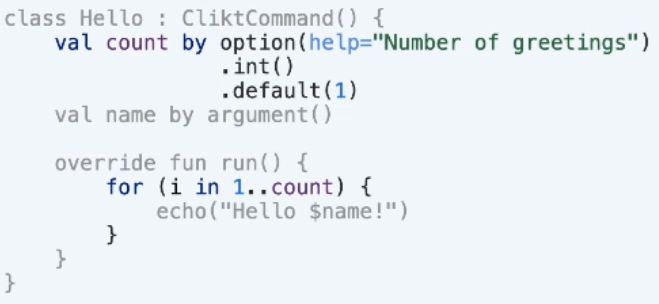 class Hello : CliktCommand() {
    val count by option(help="Number of greetings")
                 .int()
                 .default(1)
    val name by argument()

    override fun run() {
        for (i in 1..count) {
            echo("Hello $name!")
        }
    }
}